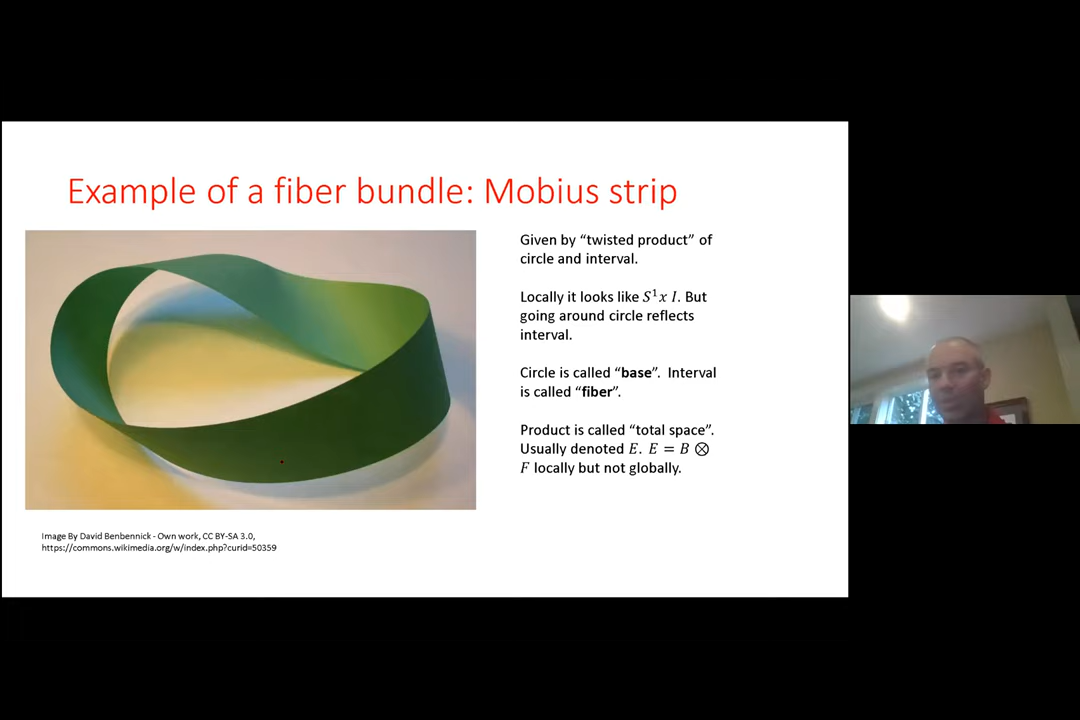 Example of a fiber bundle: Mobius strip
Given by “twisted product” of
circle and interval.
Locally it looks like 𝑆¹𝑥 𝐼. But
going around circle reflects
interval.
Circle is called “base”. Interval
is called “fiber”.
Product is called “total space”.
Usually denoted 𝐸. 𝐸 = 𝐵 ⊗
𝐹 locally but not globally.
Image By David Benbennick - Own work, CC BY-SA 3.0,
https://commons.wikimedia.org/w/index.php?curid=50359